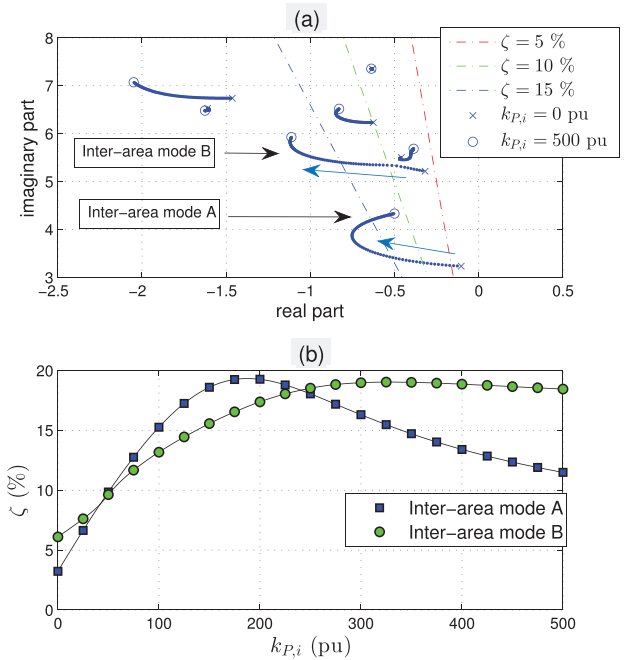 (a)
8
7
6
5
4
3
imaginary part
−2.5
−2
−1.5
−1
−0.5
0
0.5
real part
Inter−area mode B
Inter−area mode A
ζ = 5 %
ζ = 10 %
ζ = 15 %
k_{P,i} = 0 pu
k_{P,i} = 500 pu
(b)
20
15
10
5
0
ζ (%)
0
100
200
300
400
500
k_{P,i} (pu)
Inter−area mode A
Inter−area mode B